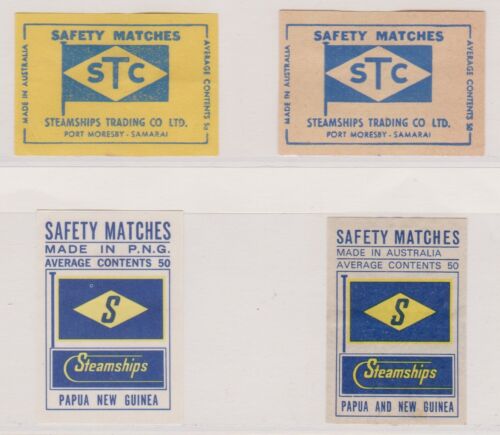 SAFETY MATCHES
MADE IN AUSTRALIA
STC
AVERAGE CONTENTS 50
STEAMSHIPS TRADING CO LTD.
PORT MORESBY - SAMARAI
SAFETY MATCHES
MADE IN AUSTRALIA
STC
AVERAGE CONTENTS 50
STEAMSHIPS TRADING CO LTD.
PORT MORESBY - SAMARAI
SAFETY MATCHES
MADE IN P.N.G.
AVERAGE CONTENTS 50
S
Steamships
PAPUA NEW GUINEA
SAFETY MATCHES
MADE IN AUSTRALIA
AVERAGE CONTENTS 50
S
Steamships
PAPUA AND NEW GUINEA